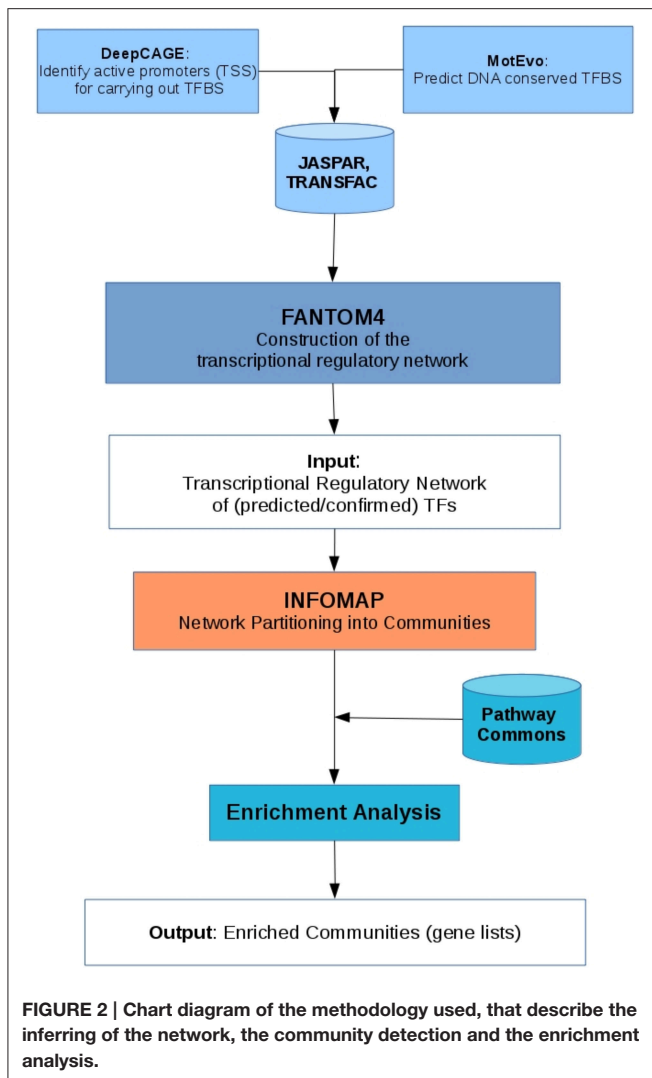 DeepCAGE:
Identify active promoters (TSS)
for carrying out TFBS
MotEvo:
Predict DNA conserved TFBS
JASPAR,
TRANSFAC
FANTOM4
Construction of the
transcriptional regulatory network
Input:
Transcriptional Regulatory Network
of (predicted/confirmed) TFs
INFOMAP
Network Partitioning into Communities
Pathway
Commons
Enrichment Analysis
Output: Enriched Communities (gene lists)
FIGURE 2 | Chart diagram of the methodology used, that describe the
inferring of the network, the community detection and the enrichment
analysis.